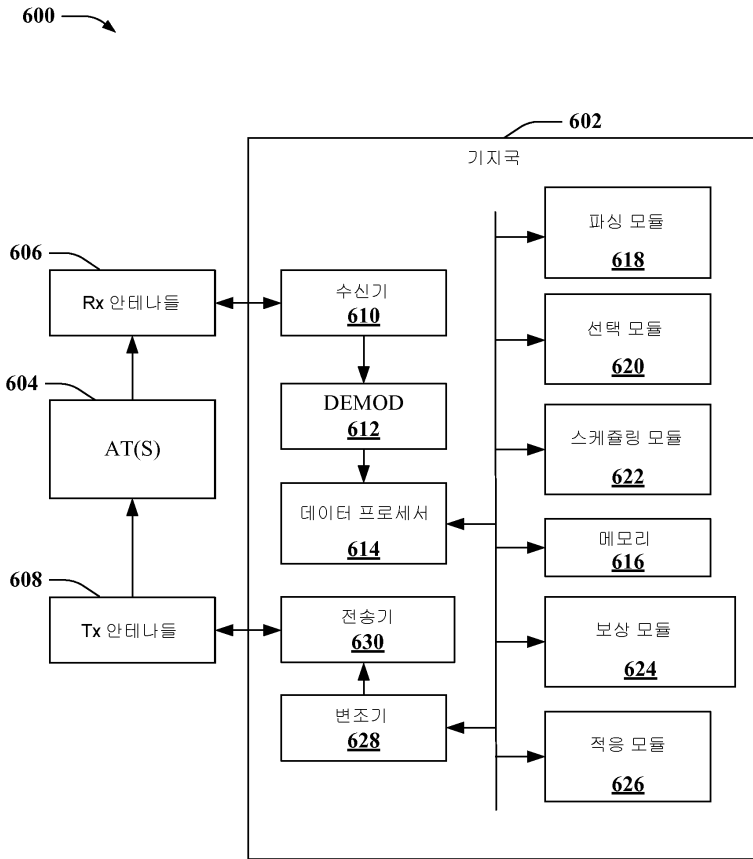 600
602
기지국
606
Rx 안테나들
604
AT(S)
608
Tx 안테나들
수신기
610
DEMOD
612
데이터 프로세서
614
전송기
630
변조기
628
파싱 모듈
618
선택 모듈
620
스케쥴링 모듈
622
메모리
616
보상 모듈
624
적응 모듈
626